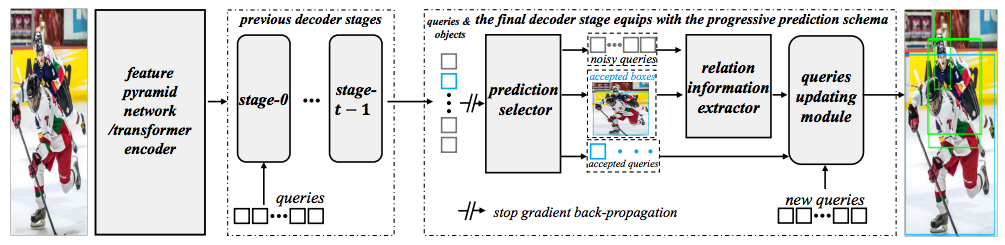 previous decoder stages
queries &
objects
the final decoder stage equips with the progressive prediction schema
feature
pyramid
network
/transformer
encoder
stage-0
stage-
t − 1
queries
prediction
selector
noisy queries
accepted boxes
accepted queries
relation
information
extractor
queries
updating
module
new queries
stop gradient back-propagation